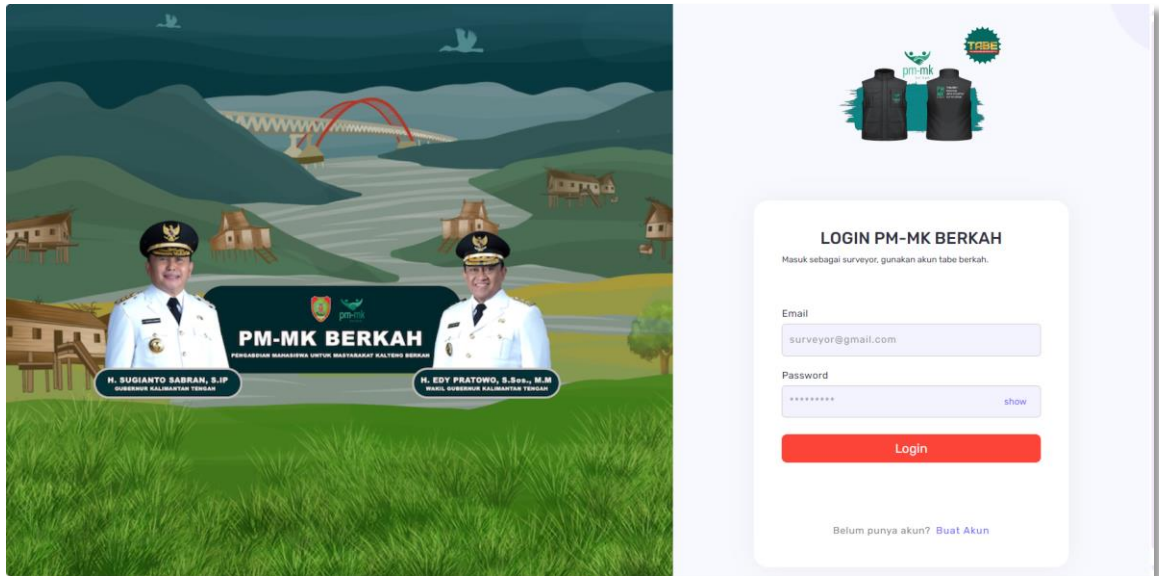 pm-mk
PM-MK BERKAH
PENGABDIAN MAHASISWA UNTUK MASYARAKAT KALTENG BERKAH
H. SUGIANTO SABRAN, S.IP
GUBERNUR KALIMANTAN TENGAH
H. EDY PRATOWO, S.Sos., M.M
WAKIL GUBERNUR KALIMANTAN TENGAH
TABE
pm-mk
LOGIN PM-MK BERKAH
Masuk sebagai surveyor, gunakan akun tabe berkah.
Email
surveyor@gmail.com
Password
*********
show
Login
Belum punya akun? Buat Akun